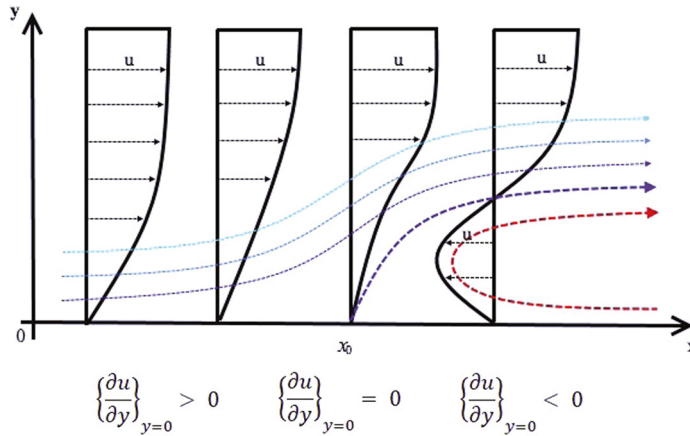 y
u u u u
u
0 x₀ x
{∂u/∂y}_{y=0} > 0 {∂u/∂y}_{y=0} = 0 {∂u/∂y}_{y=0} < 0